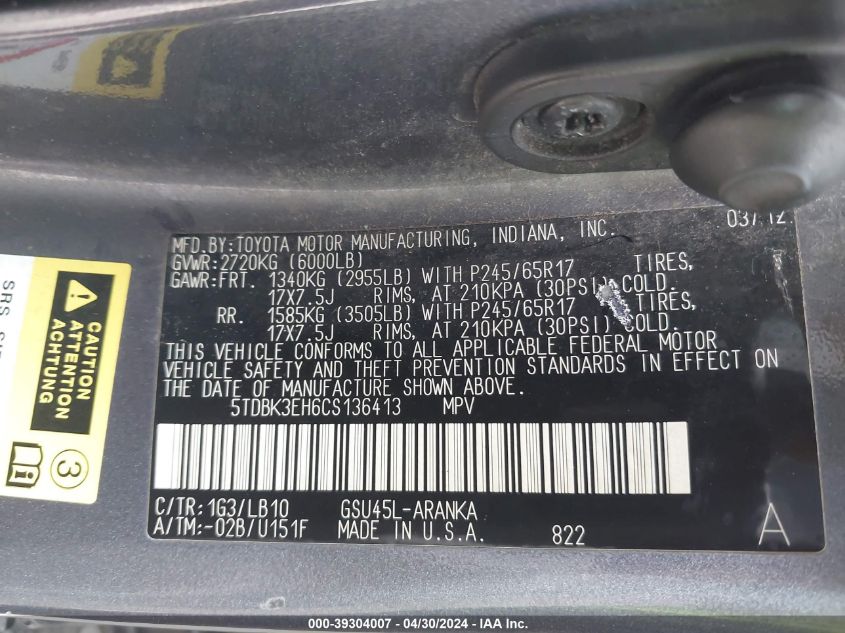 03/12
MFD. BY: TOYOTA MOTOR MANUFACTURING, INDIANA, INC.
GVWR: 2720KG (6000LB)
GAWR: FRT. 1340KG (2955LB) WITH P245/65R17 TIRES,
17X7.5J RIMS, AT 210KPA (30PSI) COLD.
RR. 1585KG (3505LB) WITH P245/65R17 TIRES,
17X7.5J RIMS, AT 210KPA (30PSI) COLD.
THIS VEHICLE CONFORMS TO ALL APPLICABLE FEDERAL MOTOR
VEHICLE SAFETY AND THEFT PREVENTION STANDARDS IN EFFECT ON
THE DATE OF MANUFACTURE SHOWN ABOVE.
5TDBK3EH6CS136413 MPV
C/TR: 1G3/LB10 GSU45L-ARANKA
A/TM: -02B/U151F MADE IN U.S.A. 822 A
CAUTION
ATTENTION
ACHTUNG
3
SRS
000-39304007 - 04/30/2024 - IAA Inc.